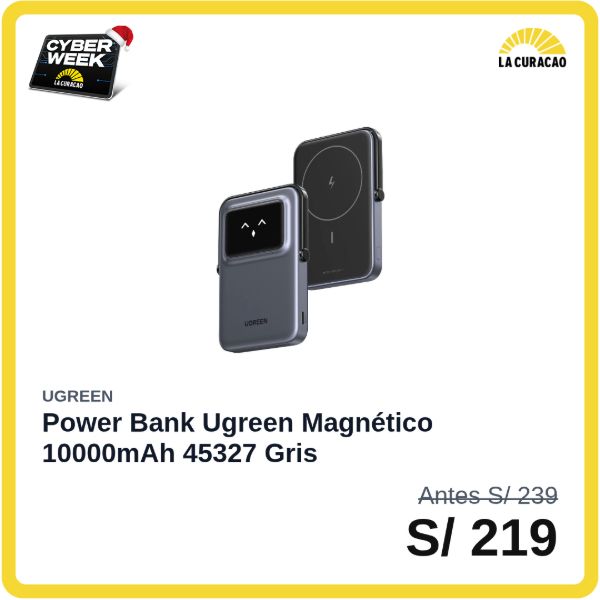 CYBER
WEEK
LA CURACAO
LA CURACAO
UGREEN
UGREEN
Power Bank Ugreen Magnético
10000mAh 45327 Gris
Antes S/ 239
S/ 219